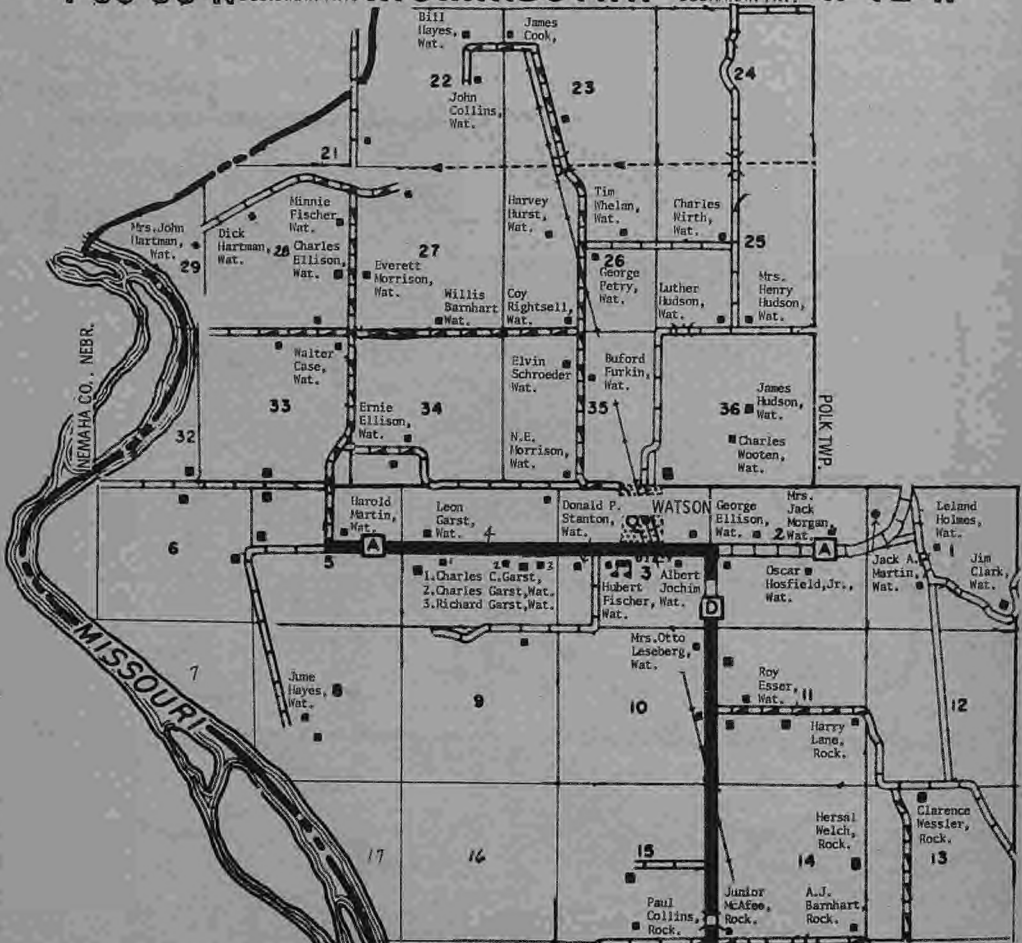 Bill
Hayes,
Wat.
James
Cook,
22
23
24
John
Collins,
Wat.
21
Mrs. John
Hartman,
Wat.
29
Dick
Hartman,
Wat.
28
Minnie
Fischer
Wat.
Charles
Ellison,
Wat.
27
Everett
Morrison,
Wat.
Harvey
Hurst,
Wat.
Tim
Whelan,
Wat.
Charles
Wirth,
Wat.
25
26
George
Petry,
Wat.
Luther
Hudson,
Wat.
Mrs.
Henry
Hudson,
Wat.
Willis
Barnhart
Wat.
Coy
Rightsell,
Wat.
NEMAHA CO., NEBR.
Walter
Case,
Wat.
Elvin
Schroeder
Wat.
Buford
Furkin,
Wat.
32
33
34
35
36
James
Hudson,
Wat.
Charles
Wooten,
Wat.
POLK TWP.
Ernie
Ellison,
Wat.
N.E.
Morrison,
Wat.
Harold
Martin,
Wat.
Leon
Garst,
Wat.
4
Donald P.
Stanton,
Wat.
WATSON
George
Ellison,
Wat.
2
Mrs.
Jack
Morgan,
Wat.
Leland
Holmes,
Wat.
1
6
5
A
1 2 3
1. Charles C.Garst,
2. Charles Garst,Wat.
3. Richard Garst,Wat.
3
Hubert
Fischer,
Wat.
Albert
Jochim
Wat.
A
Oscar
Hosfield,Jr.,
Wat.
Jack A.
Martin,
Wat.
Jim
Clark,
Wat.
D
MISSOURI
7
June
Hayes,
Wat.
8
9
10
Mrs.Otto
Leseberg,
Wat.
Roy
Esser,
Wat.
11
12
Harry
Lane,
Rock.
17
16
15
14
13
Hersal
Welch,
Rock.
Clarence
Wessler,
Rock.
Paul
Collins,
Rock.
Junior
McAfee,
Rock.
A.J.
Barnhart,
Rock.